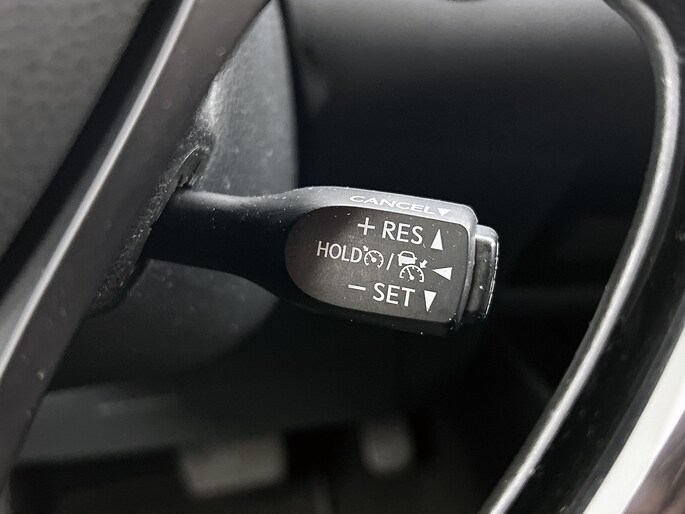 CANCEL▼
+ RES ▲
HOLD / ◄
− SET ▼